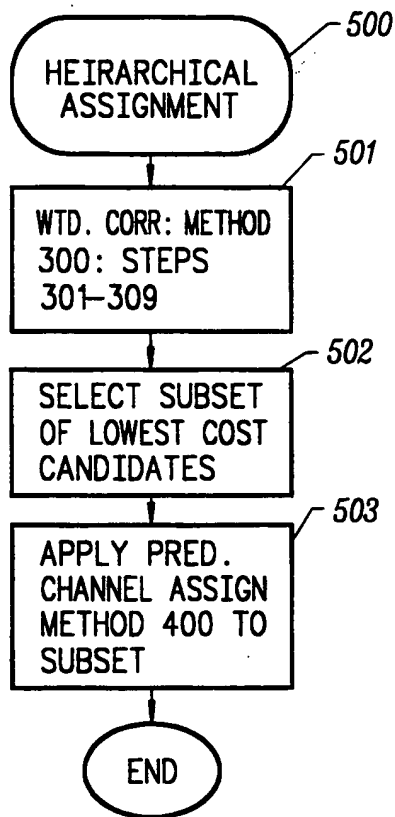 500
HEIRARCHICAL
ASSIGNMENT
501
WTD. CORR: METHOD
300: STEPS
301-309
502
SELECT SUBSET
OF LOWEST COST
CANDIDATES
503
APPLY PRED.
CHANNEL ASSIGN
METHOD 400 TO
SUBSET
END